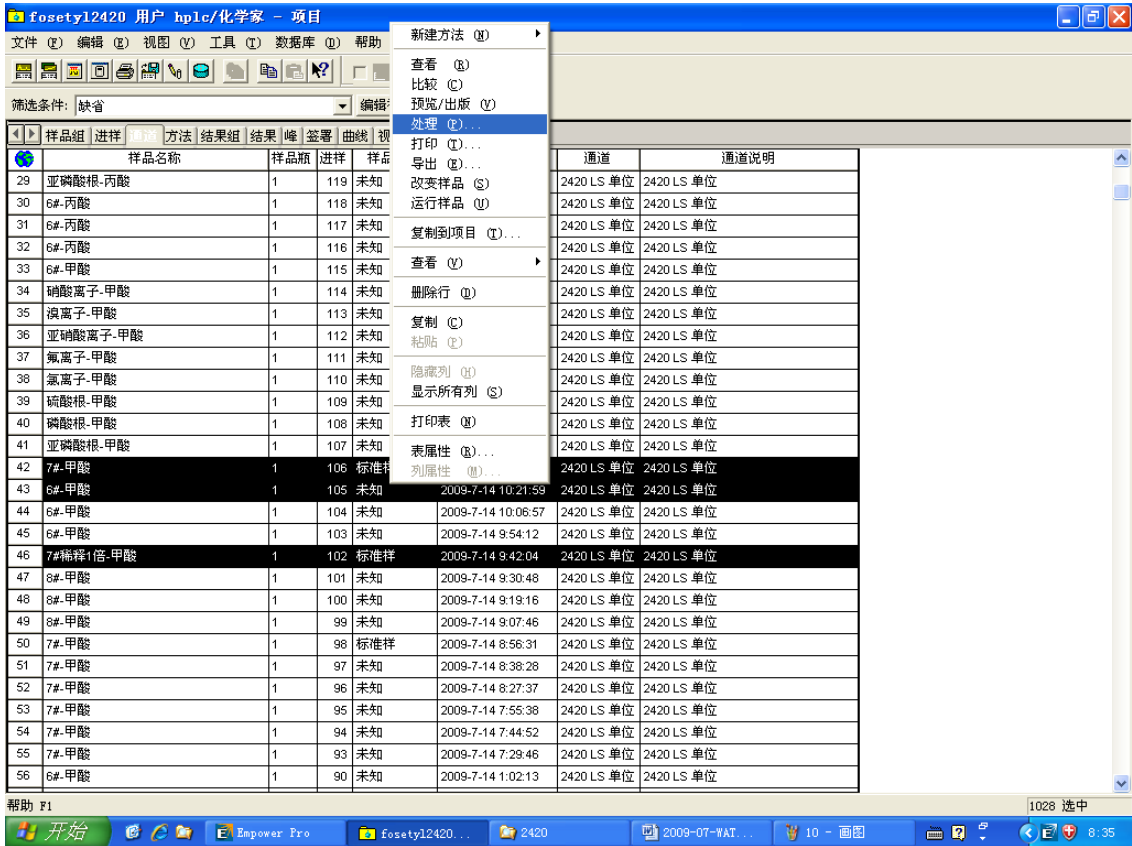 fosetyl2420 用户 hplc/化学家 - 项目
文件 (F) 编辑 (E) 视图 (V) 工具 (T) 数据库 (D) 帮助
筛选条件: 缺省 编辑
样品组 进样 通道 方法 结果组 结果 峰 签署 曲线 视
样品名称 样品瓶 进样 样品 通道 通道说明
29 亚磷酸根-丙酸 1 119 未知 2420 LS 单位 2420 LS 单位
30 6#-丙酸 1 118 未知 2420 LS 单位 2420 LS 单位
31 6#-丙酸 1 117 未知 2420 LS 单位 2420 LS 单位
32 6#-丙酸 1 116 未知 2420 LS 单位 2420 LS 单位
33 6#-甲酸 1 115 未知 2420 LS 单位 2420 LS 单位
34 硝酸离子-甲酸 1 114 未知 2420 LS 单位 2420 LS 单位
35 溴离子-甲酸 1 113 未知 2420 LS 单位 2420 LS 单位
36 亚硝酸离子-甲酸 1 112 未知 2420 LS 单位 2420 LS 单位
37 氟离子-甲酸 1 111 未知 2420 LS 单位 2420 LS 单位
38 氯离子-甲酸 1 110 未知 2420 LS 单位 2420 LS 单位
39 硫酸根-甲酸 1 109 未知 2420 LS 单位 2420 LS 单位
40 磷酸根-甲酸 1 108 未知 2420 LS 单位 2420 LS 单位
41 亚磷酸根-甲酸 1 107 未知 2420 LS 单位 2420 LS 单位
42 7#-甲酸 1 106 标准样 2420 LS 单位 2420 LS 单位
43 6#-甲酸 1 105 未知 2009-7-14 10:21:59 2420 LS 单位 2420 LS 单位
44 6#-甲酸 1 104 未知 2009-7-14 10:06:57 2420 LS 单位 2420 LS 单位
45 6#-甲酸 1 103 未知 2009-7-14 9:54:12 2420 LS 单位 2420 LS 单位
46 7#稀释1倍-甲酸 1 102 标准样 2009-7-14 9:42:04 2420 LS 单位 2420 LS 单位
47 8#-甲酸 1 101 未知 2009-7-14 9:30:48 2420 LS 单位 2420 LS 单位
48 8#-甲酸 1 100 未知 2009-7-14 9:19:16 2420 LS 单位 2420 LS 单位
49 8#-甲酸 1 99 未知 2009-7-14 9:07:46 2420 LS 单位 2420 LS 单位
50 7#-甲酸 1 98 标准样 2009-7-14 8:56:31 2420 LS 单位 2420 LS 单位
51 7#-甲酸 1 97 未知 2009-7-14 8:38:28 2420 LS 单位 2420 LS 单位
52 7#-甲酸 1 96 未知 2009-7-14 8:27:37 2420 LS 单位 2420 LS 单位
53 7#-甲酸 1 95 未知 2009-7-14 7:55:38 2420 LS 单位 2420 LS 单位
54 7#-甲酸 1 94 未知 2009-7-14 7:44:52 2420 LS 单位 2420 LS 单位
55 7#-甲酸 1 93 未知 2009-7-14 7:29:46 2420 LS 单位 2420 LS 单位
56 6#-甲酸 1 90 未知 2009-7-14 1:02:13 2420 LS 单位 2420 LS 单位
新建方法 (N)
查看 (R)
比较 (C)
预览/出版 (V)
处理 (P)...
打印 (I)...
导出 (E)...
改变样品 (S)
运行样品 (U)
复制到项目 (T)...
查看 (V)
删除行 (D)
复制 (C)
粘贴 (P)
隐藏列 (H)
显示所有列 (S)
打印表 (N)
表属性 (R)...
列属性 (M)...
帮助 F1 1028 选中
开始 Empower Pro fosetyl2420... 2420 2009-07-WAT... 10 - 画图 8:35